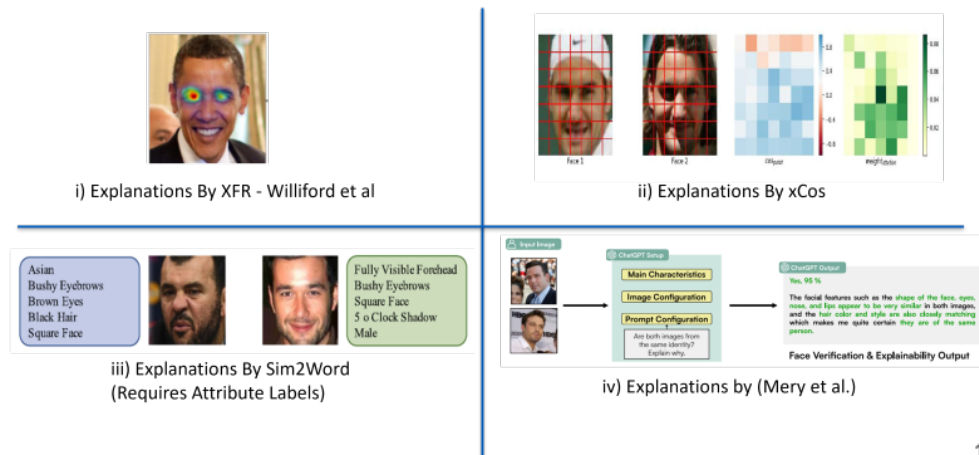 Face 1
Face 2
i) Explanations By XFR - Williford et al
ii) Explanations By xCos
Asian
Bushy Eyebrows
Brown Eyes
Black Hair
Square Face
Fully Visible Forehead
Bushy Eyebrows
Square Face
5 o Clock Shadow
Male
iii) Explanations By Sim2Word
(Requires Attribute Labels)
Input Image
ChatGPT Setup
Main Characteristics
Image Configuration
Prompt Configuration
Are both images
from the same identity?
Explain why.
ChatGPT Output
Yes, 95 %
The facial features such as the shape of the face, eyes,
nose, and lips appear to be very similar in both images,
and the hair color and style are also closely matching
which makes me quite certain they are of the same
person.
Face Verification & Explainability Output
iv) Explanations by (Mery et al.)